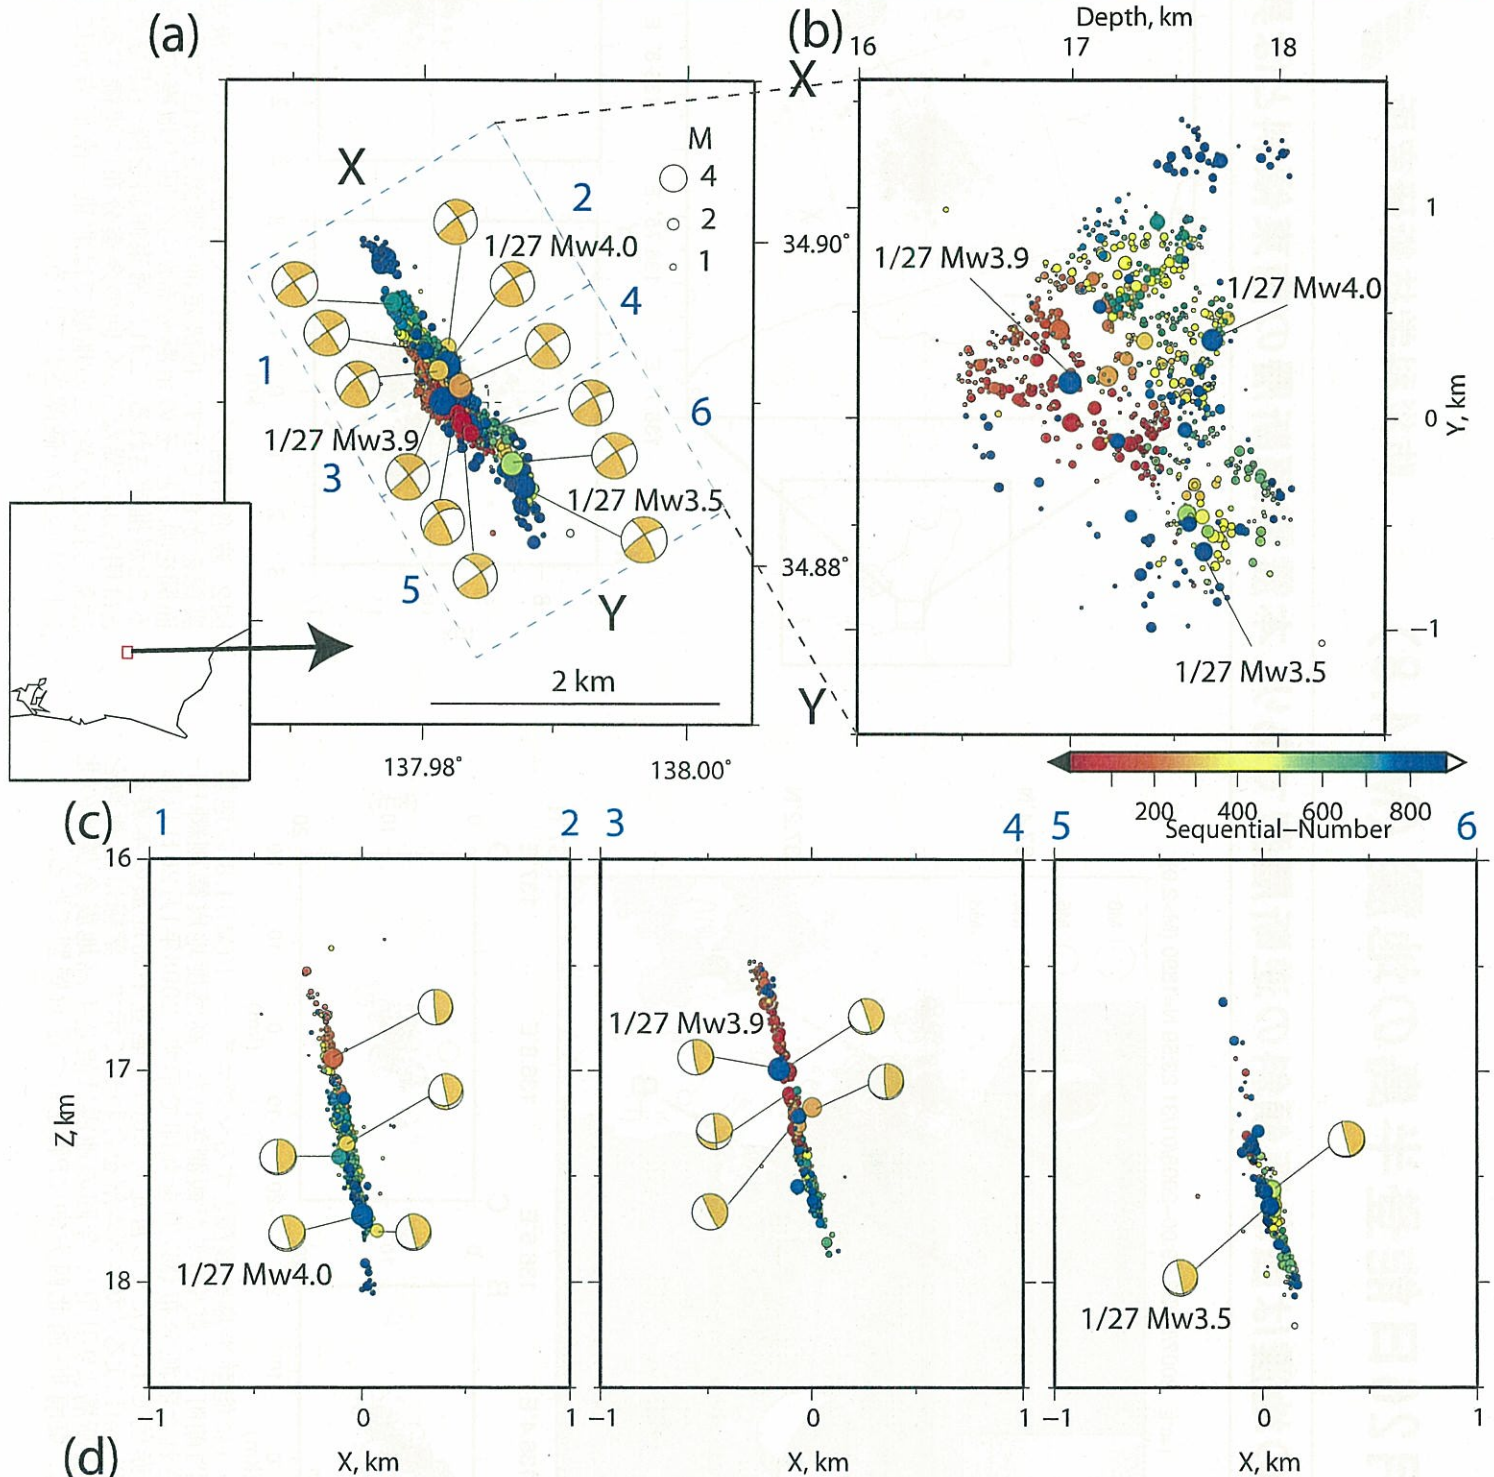 (a)
X
M
4
2
1
2
1/27 Mw4.0
4
1
6
1/27 Mw3.9
3
1/27 Mw3.5
5
Y
2 km
34.90°
34.88°
137.98°
138.00°
(b)
Depth, km
16
17
18
X
1/27 Mw3.9
1/27 Mw4.0
1
0
−1
Y, km
1/27 Mw3.5
Y
200
400
600
800
Sequential−Number
(c)
1
2
3
4
5
6
16
17
18
Z, km
1/27 Mw4.0
1/27 Mw3.9
1/27 Mw3.5
−1
0
1
−1
0
1
−1
0
1
X, km
X, km
X, km
(d)